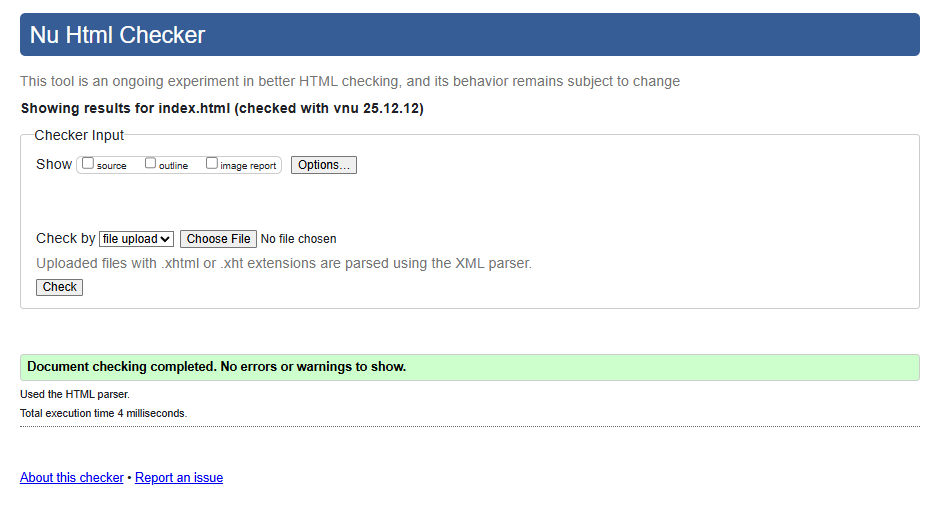 Nu Html Checker
This tool is an ongoing experiment in better HTML checking, and its behavior remains subject to change
Showing results for index.html (checked with vnu 25.12.12)
Checker Input
Show source outline image report Options...
Check by file upload Choose File No file chosen
Uploaded files with .xhtml or .xht extensions are parsed using the XML parser.
Check
Document checking completed. No errors or warnings to show.
Used the HTML parser.
Total execution time 4 milliseconds.
About this checker • Report an issue